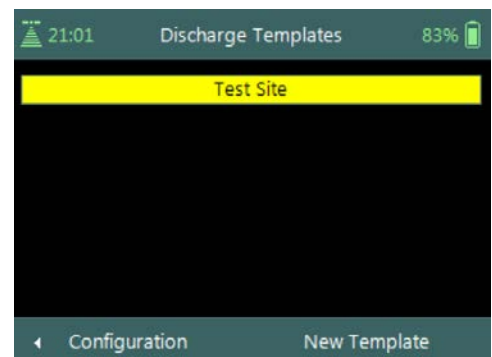 21:01 Discharge Templates 83%
Test Site
Configuration New Template